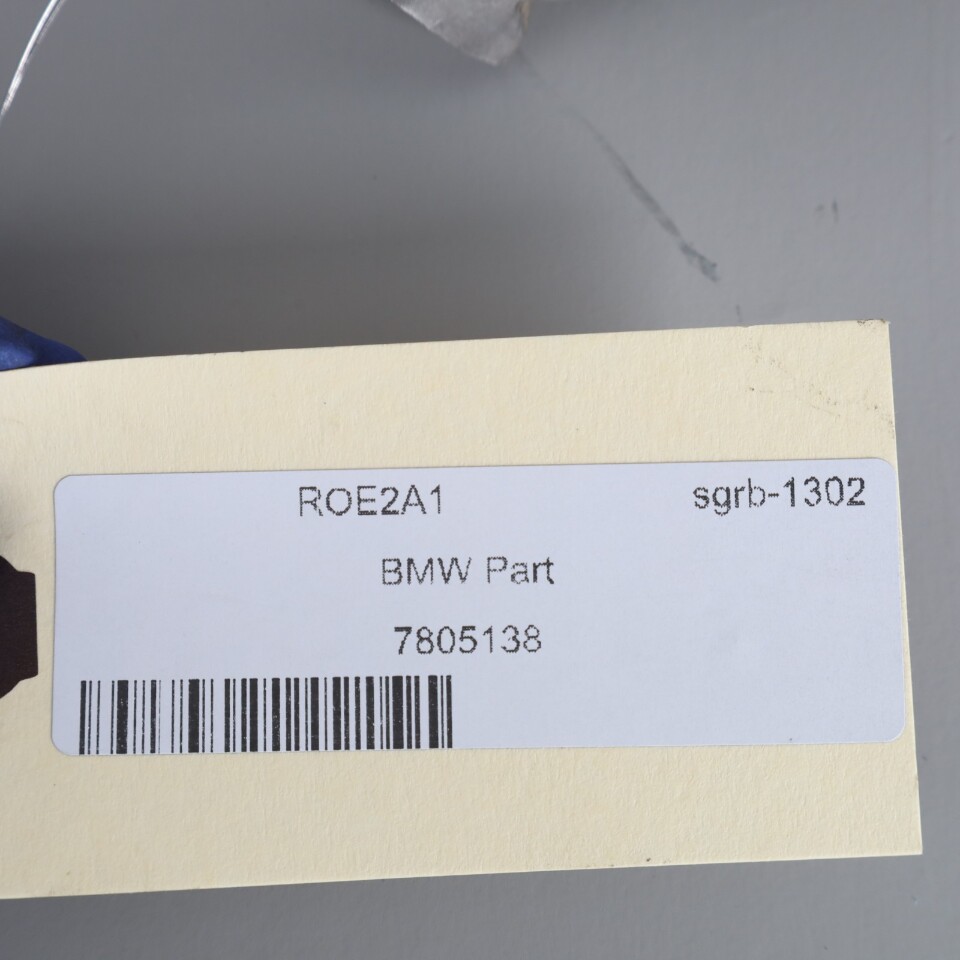 ROE2A1 sgrb-1302
BMW Part
7805138